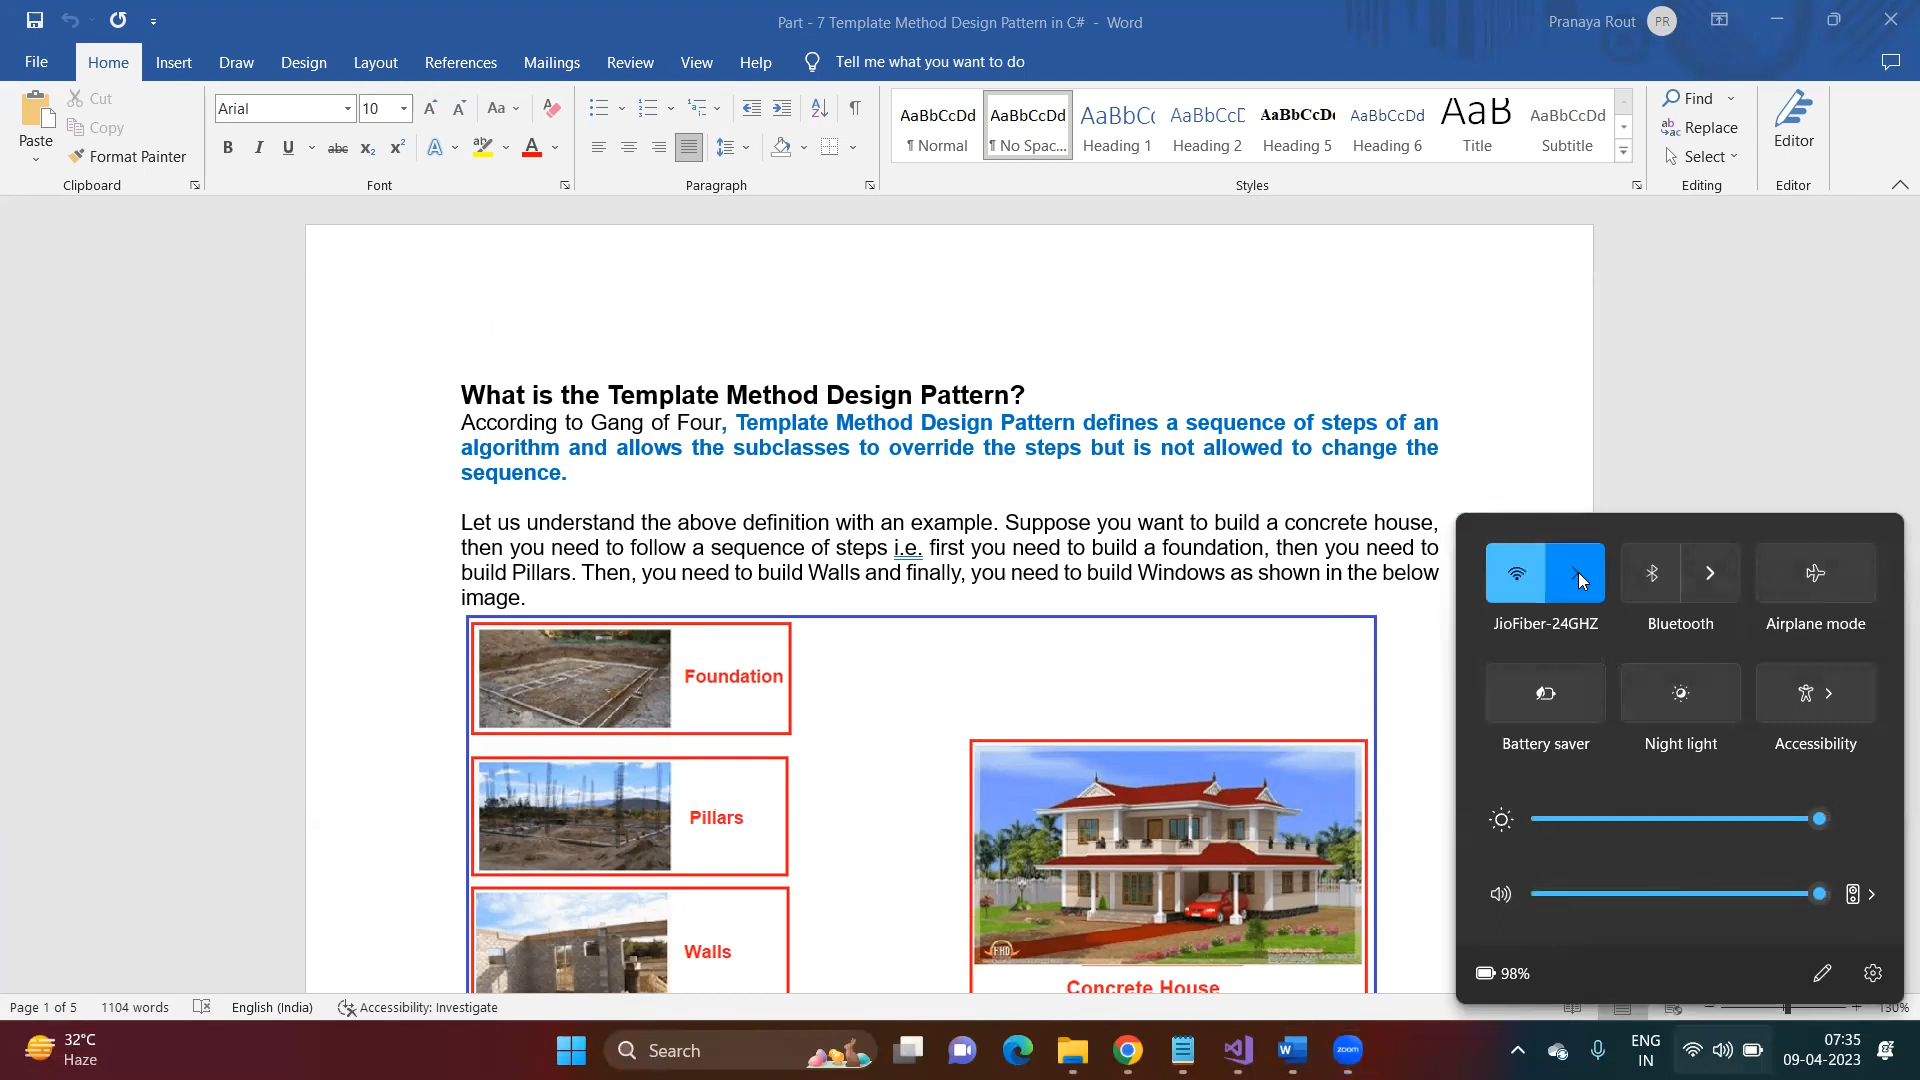 Part - 7 Template Method Design Pattern in C# - Word
Pranaya Rout PR
File Home Insert Draw Design Layout References Mailings Review View Help Tell me what you want to do
Paste
Cut
Copy
Format Painter
Clipboard
Arial 10
Font
Paragraph
AaBbCcDd AaBbCcDd AaBbCc AaBbCcC AaBbCcDc AaBbCcDd AaB AaBbCcDd
¶ Normal ¶ No Spac... Heading 1 Heading 2 Heading 5 Heading 6 Title Subtitle
Styles
Find
Replace
Select
Editing
Editor
Editor
What is the Template Method Design Pattern?
According to Gang of Four, Template Method Design Pattern defines a sequence of steps of an
algorithm and allows the subclasses to override the steps but is not allowed to change the
sequence.
Let us understand the above definition with an example. Suppose you want to build a concrete house,
then you need to follow a sequence of steps i.e. first you need to build a foundation, then you need to
build Pillars. Then, you need to build Walls and finally, you need to build Windows as shown in the below
image.
Foundation
Pillars
Walls
Concrete House
JioFiber-24GHZ Bluetooth Airplane mode
Battery saver Night light Accessibility
98%
Page 1 of 5 1104 words English (India) Accessibility: Investigate 130%
32°C
Haze
Search
zoom
ENG
IN
07:35
09-04-2023